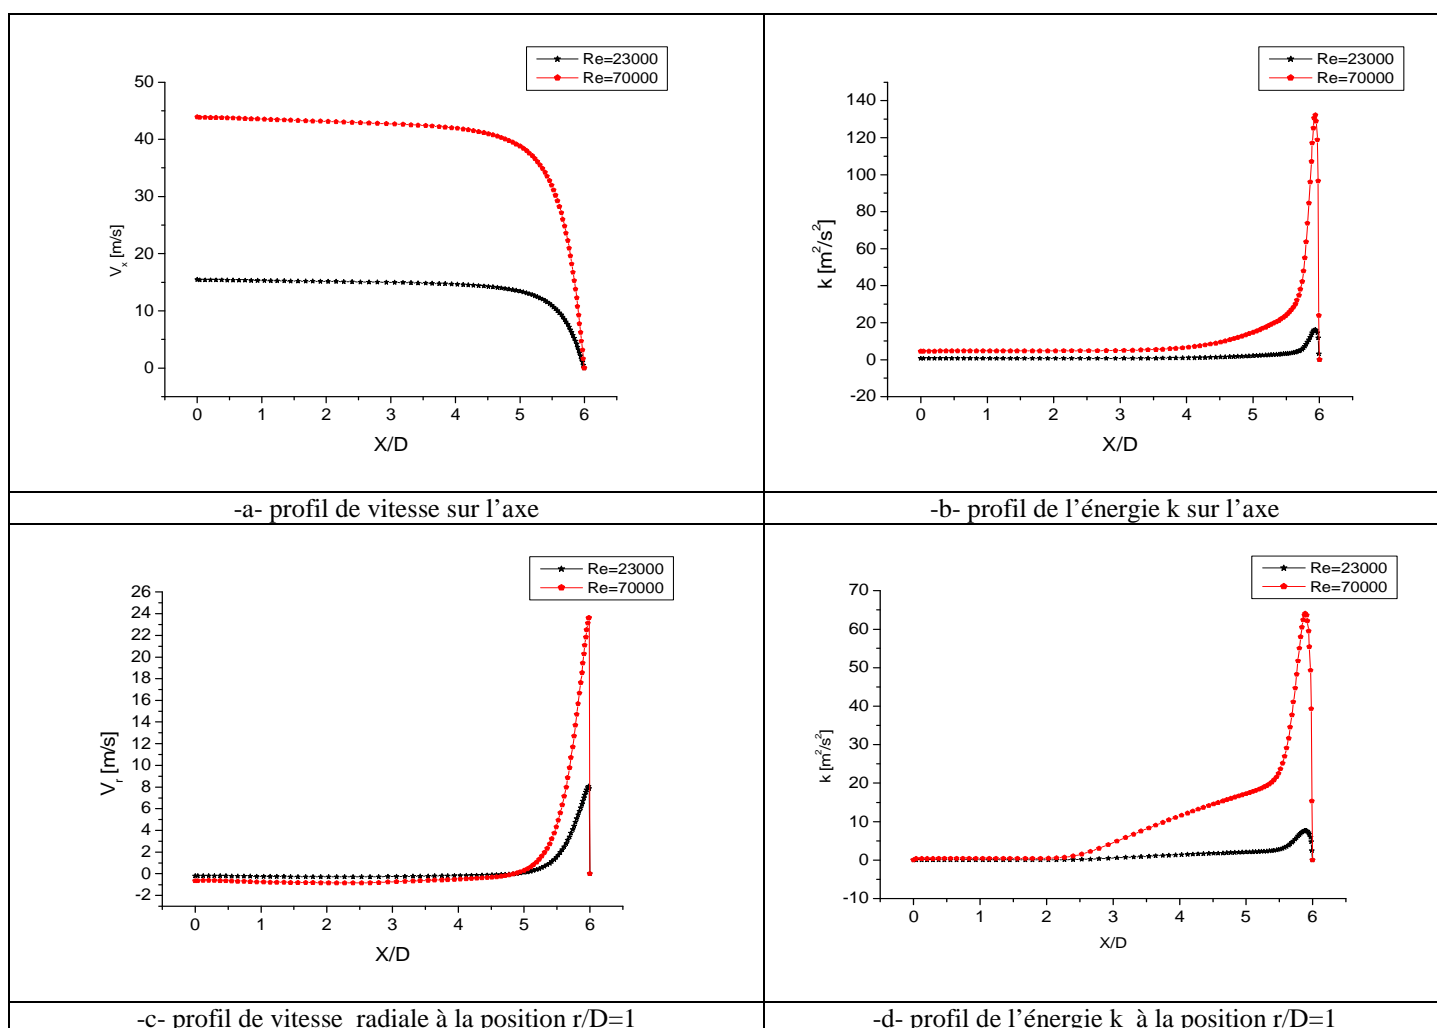 Re=23000
Re=70000
50
40
30
20
10
0
V_x [m/s]
0 1 2 3 4 5 6
X/D
Re=23000
Re=70000
140
120
100
80
60
40
20
0
-20
k [m²/s²]
0 1 2 3 4 5 6
X/D
-a- profil de vitesse sur l’axe
-b- profil de l’énergie k sur l’axe
Re=23000
Re=70000
26
24
22
20
18
16
14
12
10
8
6
4
2
0
-2
V_r [m/s]
0 1 2 3 4 5 6
X/D
Re=23000
Re=70000
70
60
50
40
30
20
10
0
-10
k [m²/s²]
0 1 2 3 4 5 6
X/D
-c- profil de vitesse radiale à la position r/D=1
-d- profil de l’énergie k à la position r/D=1